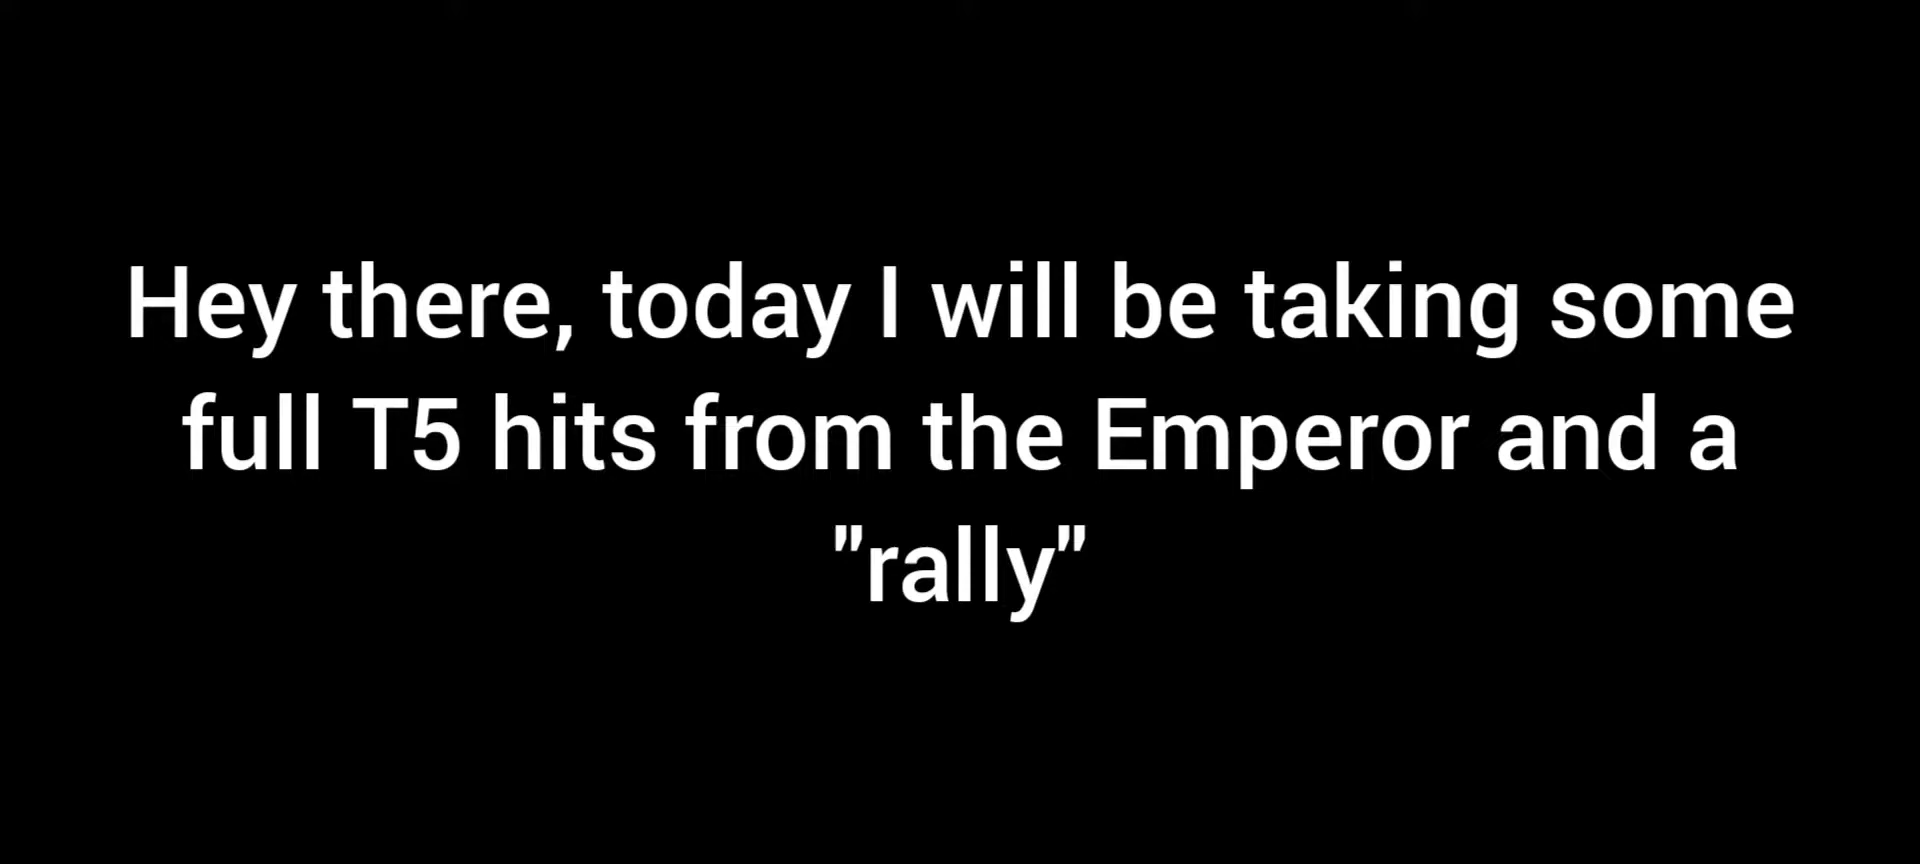 Hey there, today I will be taking some
full T5 hits from the Emperor and a
"rally"